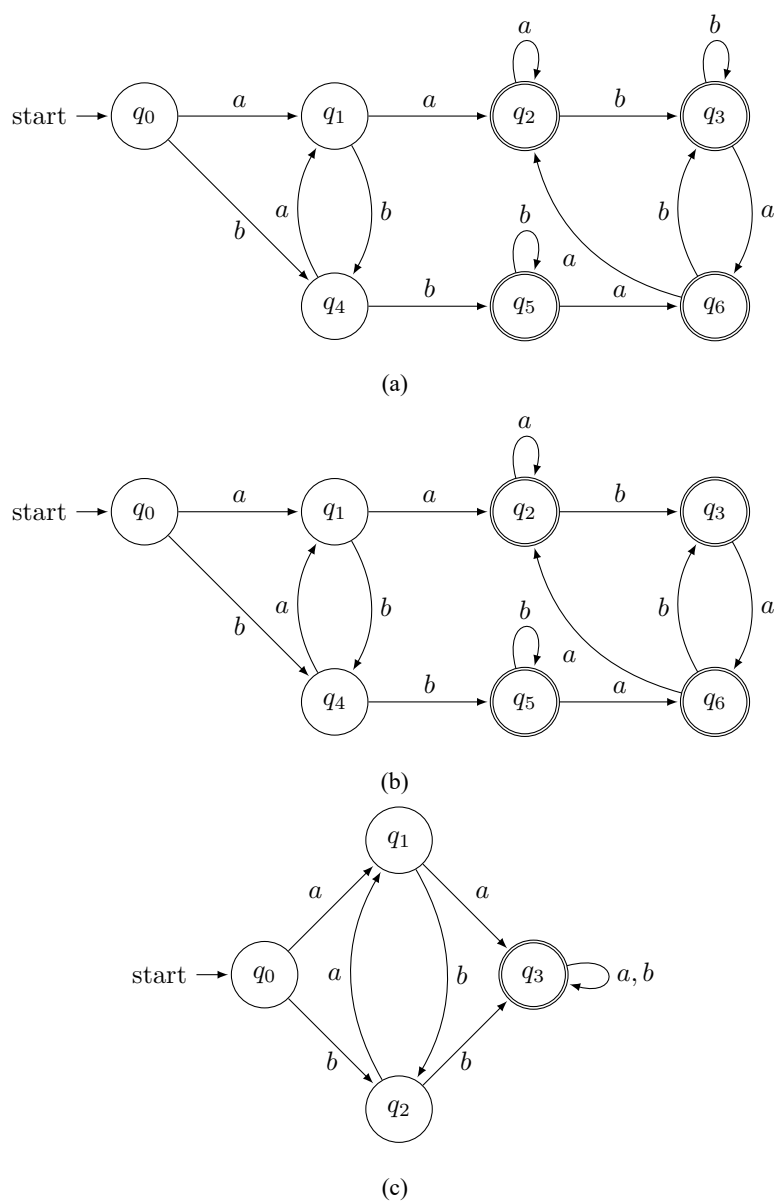 a b
start q₀ a q₁ a q₂ b q₃
b a b b a b a
q₄ b q₅ a q₆
(a)
a
start q₀ a q₁ a q₂ b q₃
b a b b a b a
q₄ b q₅ a q₆
(b)
q₁
a a
start q₀ a b q₃ a, b
b b
q₂
(c)